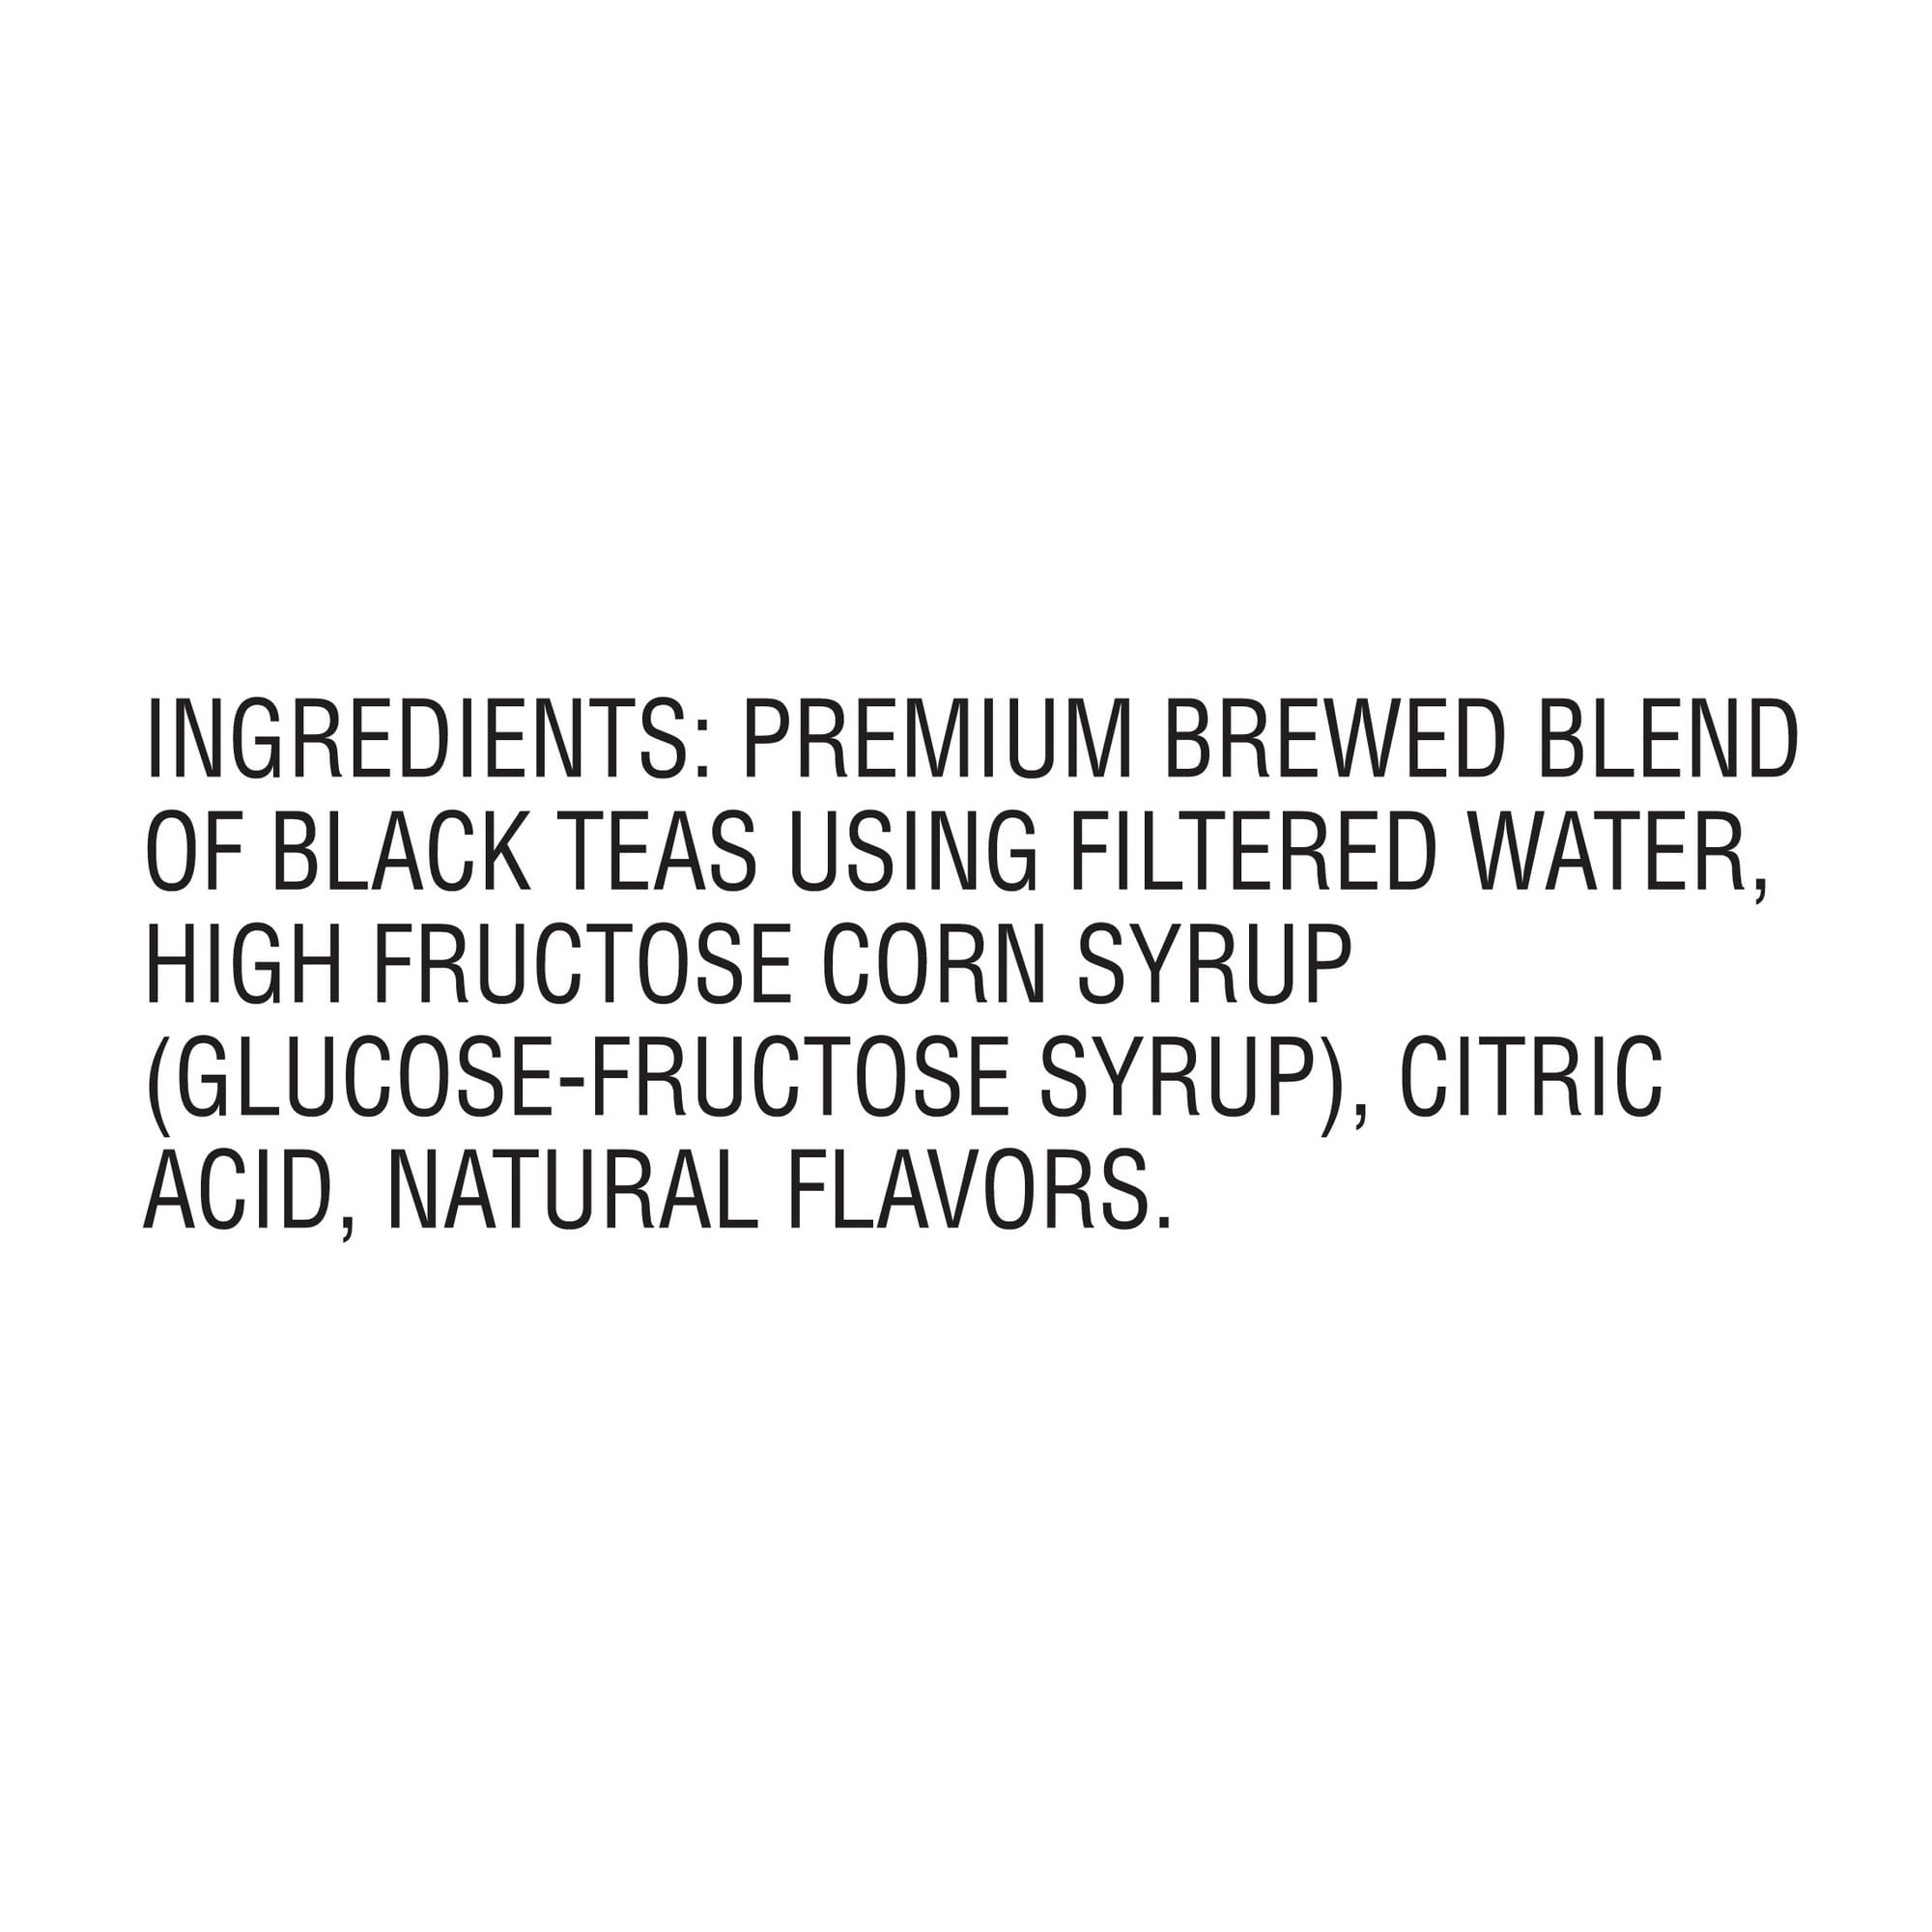 INGREDIENTS: PREMIUM BREWED BLEND
OF BLACK TEAS USING FILTERED WATER,
HIGH FRUCTOSE CORN SYRUP
(GLUCOSE-FRUCTOSE SYRUP), CITRIC
ACID, NATURAL FLAVORS.